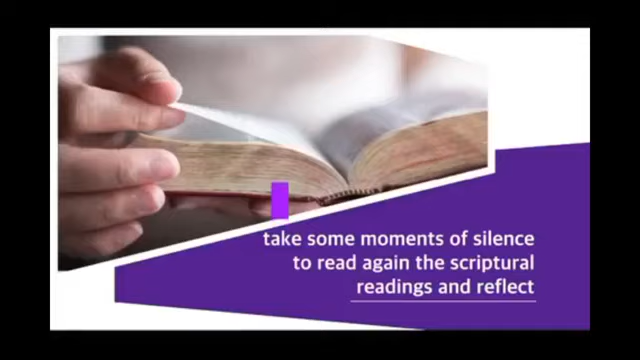 take some moments of silence
to read again the scriptural
readings and reflect